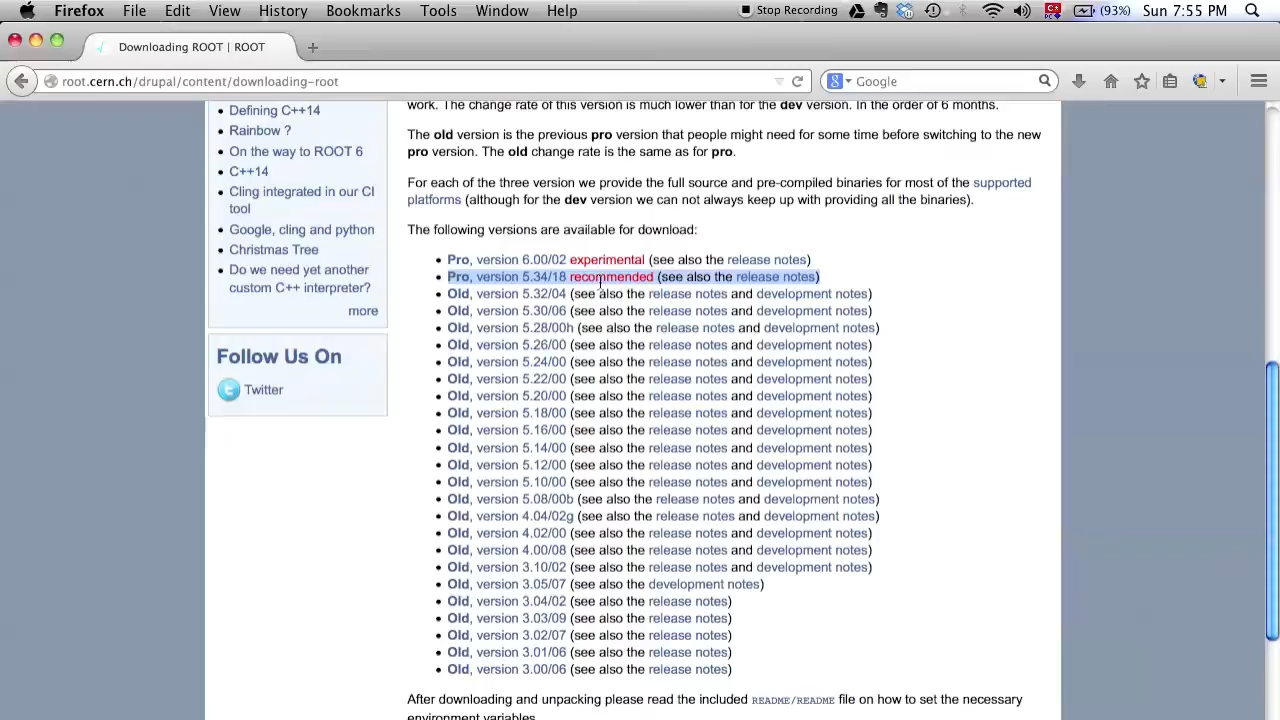 Firefox File Edit View History Bookmarks Tools Window Help Stop Recording (93%) Sun 7:55 PM
Downloading ROOT | ROOT
root.cern.ch/drupal/content/downloading-root Google
Defining C++14
Rainbow ?
On the way to ROOT 6
C++14
Cling integrated in our CI
tool
Google, cling and python
Christmas Tree
Do we need yet another
custom C++ interpreter?
more
Follow Us On
Twitter
work. The change rate of this version is much lower than for the dev version. In the order of 6 months.
The old version is the previous pro version that people might need for some time before switching to the new
pro version. The old change rate is the same as for pro.
For each of the three version we provide the full source and pre-compiled binaries for most of the supported
platforms (although for the dev version we can not always keep up with providing all the binaries).
The following versions are available for download:
Pro, version 6.00/02 experimental (see also the release notes)
Pro, version 5.34/18 recommended (see also the release notes)
Old, version 5.32/04 (see also the release notes and development notes)
Old, version 5.30/06 (see also the release notes and development notes)
Old, version 5.28/00h (see also the release notes and development notes)
Old, version 5.26/00 (see also the release notes and development notes)
Old, version 5.24/00 (see also the release notes and development notes)
Old, version 5.22/00 (see also the release notes and development notes)
Old, version 5.20/00 (see also the release notes and development notes)
Old, version 5.18/00 (see also the release notes and development notes)
Old, version 5.16/00 (see also the release notes and development notes)
Old, version 5.14/00 (see also the release notes and development notes)
Old, version 5.12/00 (see also the release notes and development notes)
Old, version 5.10/00 (see also the release notes and development notes)
Old, version 5.08/00b (see also the release notes and development notes)
Old, version 4.04/02g (see also the release notes and development notes)
Old, version 4.02/00 (see also the release notes and development notes)
Old, version 4.00/08 (see also the release notes and development notes)
Old, version 3.10/02 (see also the release notes and development notes)
Old, version 3.05/07 (see also the development notes)
Old, version 3.04/02 (see also the release notes)
Old, version 3.03/09 (see also the release notes)
Old, version 3.02/07 (see also the release notes)
Old, version 3.01/06 (see also the release notes)
Old, version 3.00/06 (see also the release notes)
After downloading and unpacking please read the included README/README file on how to set the necessary
environment variables.